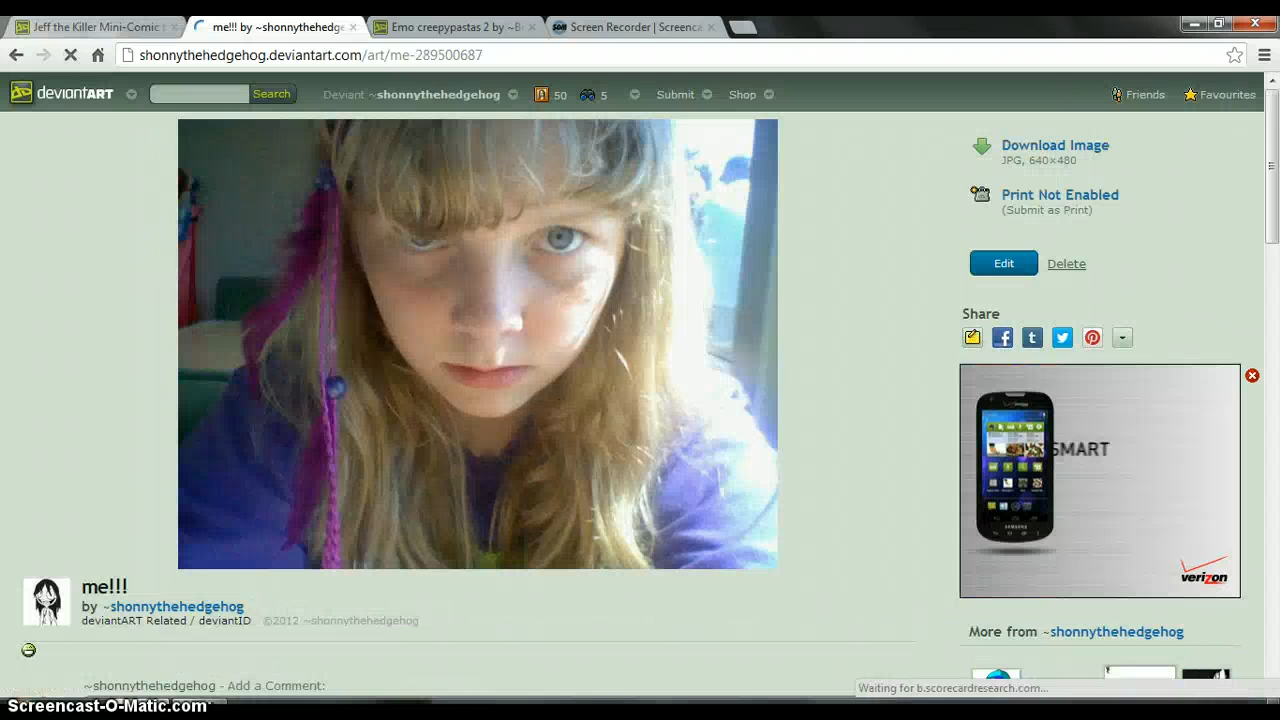 Jeff the Killer Mini-Comic
me!!! by ~shonnythehedge
Emo creepypastas 2 by ~B
Screen Recorder | Screenca
shonnythehedgehog.deviantart.com/art/me-289500687
deviantART
Search
Deviant ~shonnythehedgehog
50
5
Submit
Shop
Friends
Favourites
Download Image
JPG, 640×480
Print Not Enabled
(Submit as Print)
Edit
Delete
Share
SMART
SAMSUNG
verizon
me!!!
by ~shonnythehedgehog
deviantART Related / deviantID ©2012 ~shonnythehedgehog
More from ~shonnythehedgehog
~shonnythehedgehog - Add a Comment:
Waiting for b.scorecardresearch.com...
Screencast-O-Matic.com